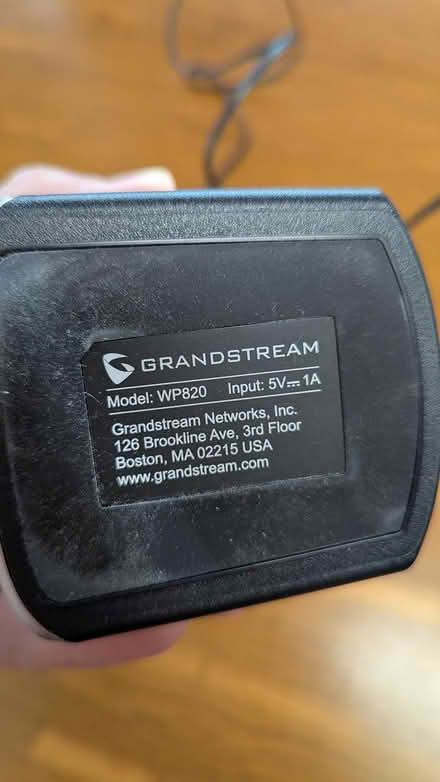 GRANDSTREAM
Model: WP820 Input: 5V⎓1A
Grandstream Networks, Inc.
126 Brookline Ave, 3rd Floor
Boston, MA 02215 USA
www.grandstream.com